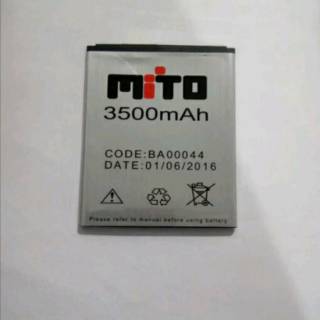 MiTO
3500mAh
CODE:BA00044
DATE:01/06/2016
Please refer to manual before using battery